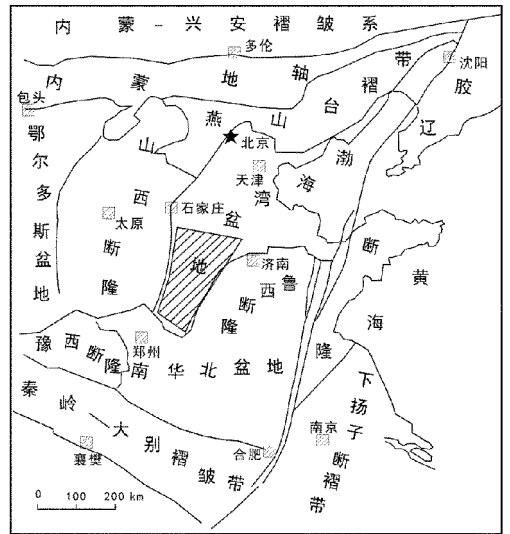 内蒙-兴安褶皱系
多伦
内蒙地轴
台褶带
沈阳
包头
燕山
胶辽
北京
鄂尔多斯盆地
山西断隆
渤海湾盆地
天津
石家庄
太原
济南
鲁西断隆
断隆
黄海
豫西断隆
郑州
南华北盆地
秦岭大别褶皱带
下扬子断褶带
南京
合肥
襄樊
0 100 200 km